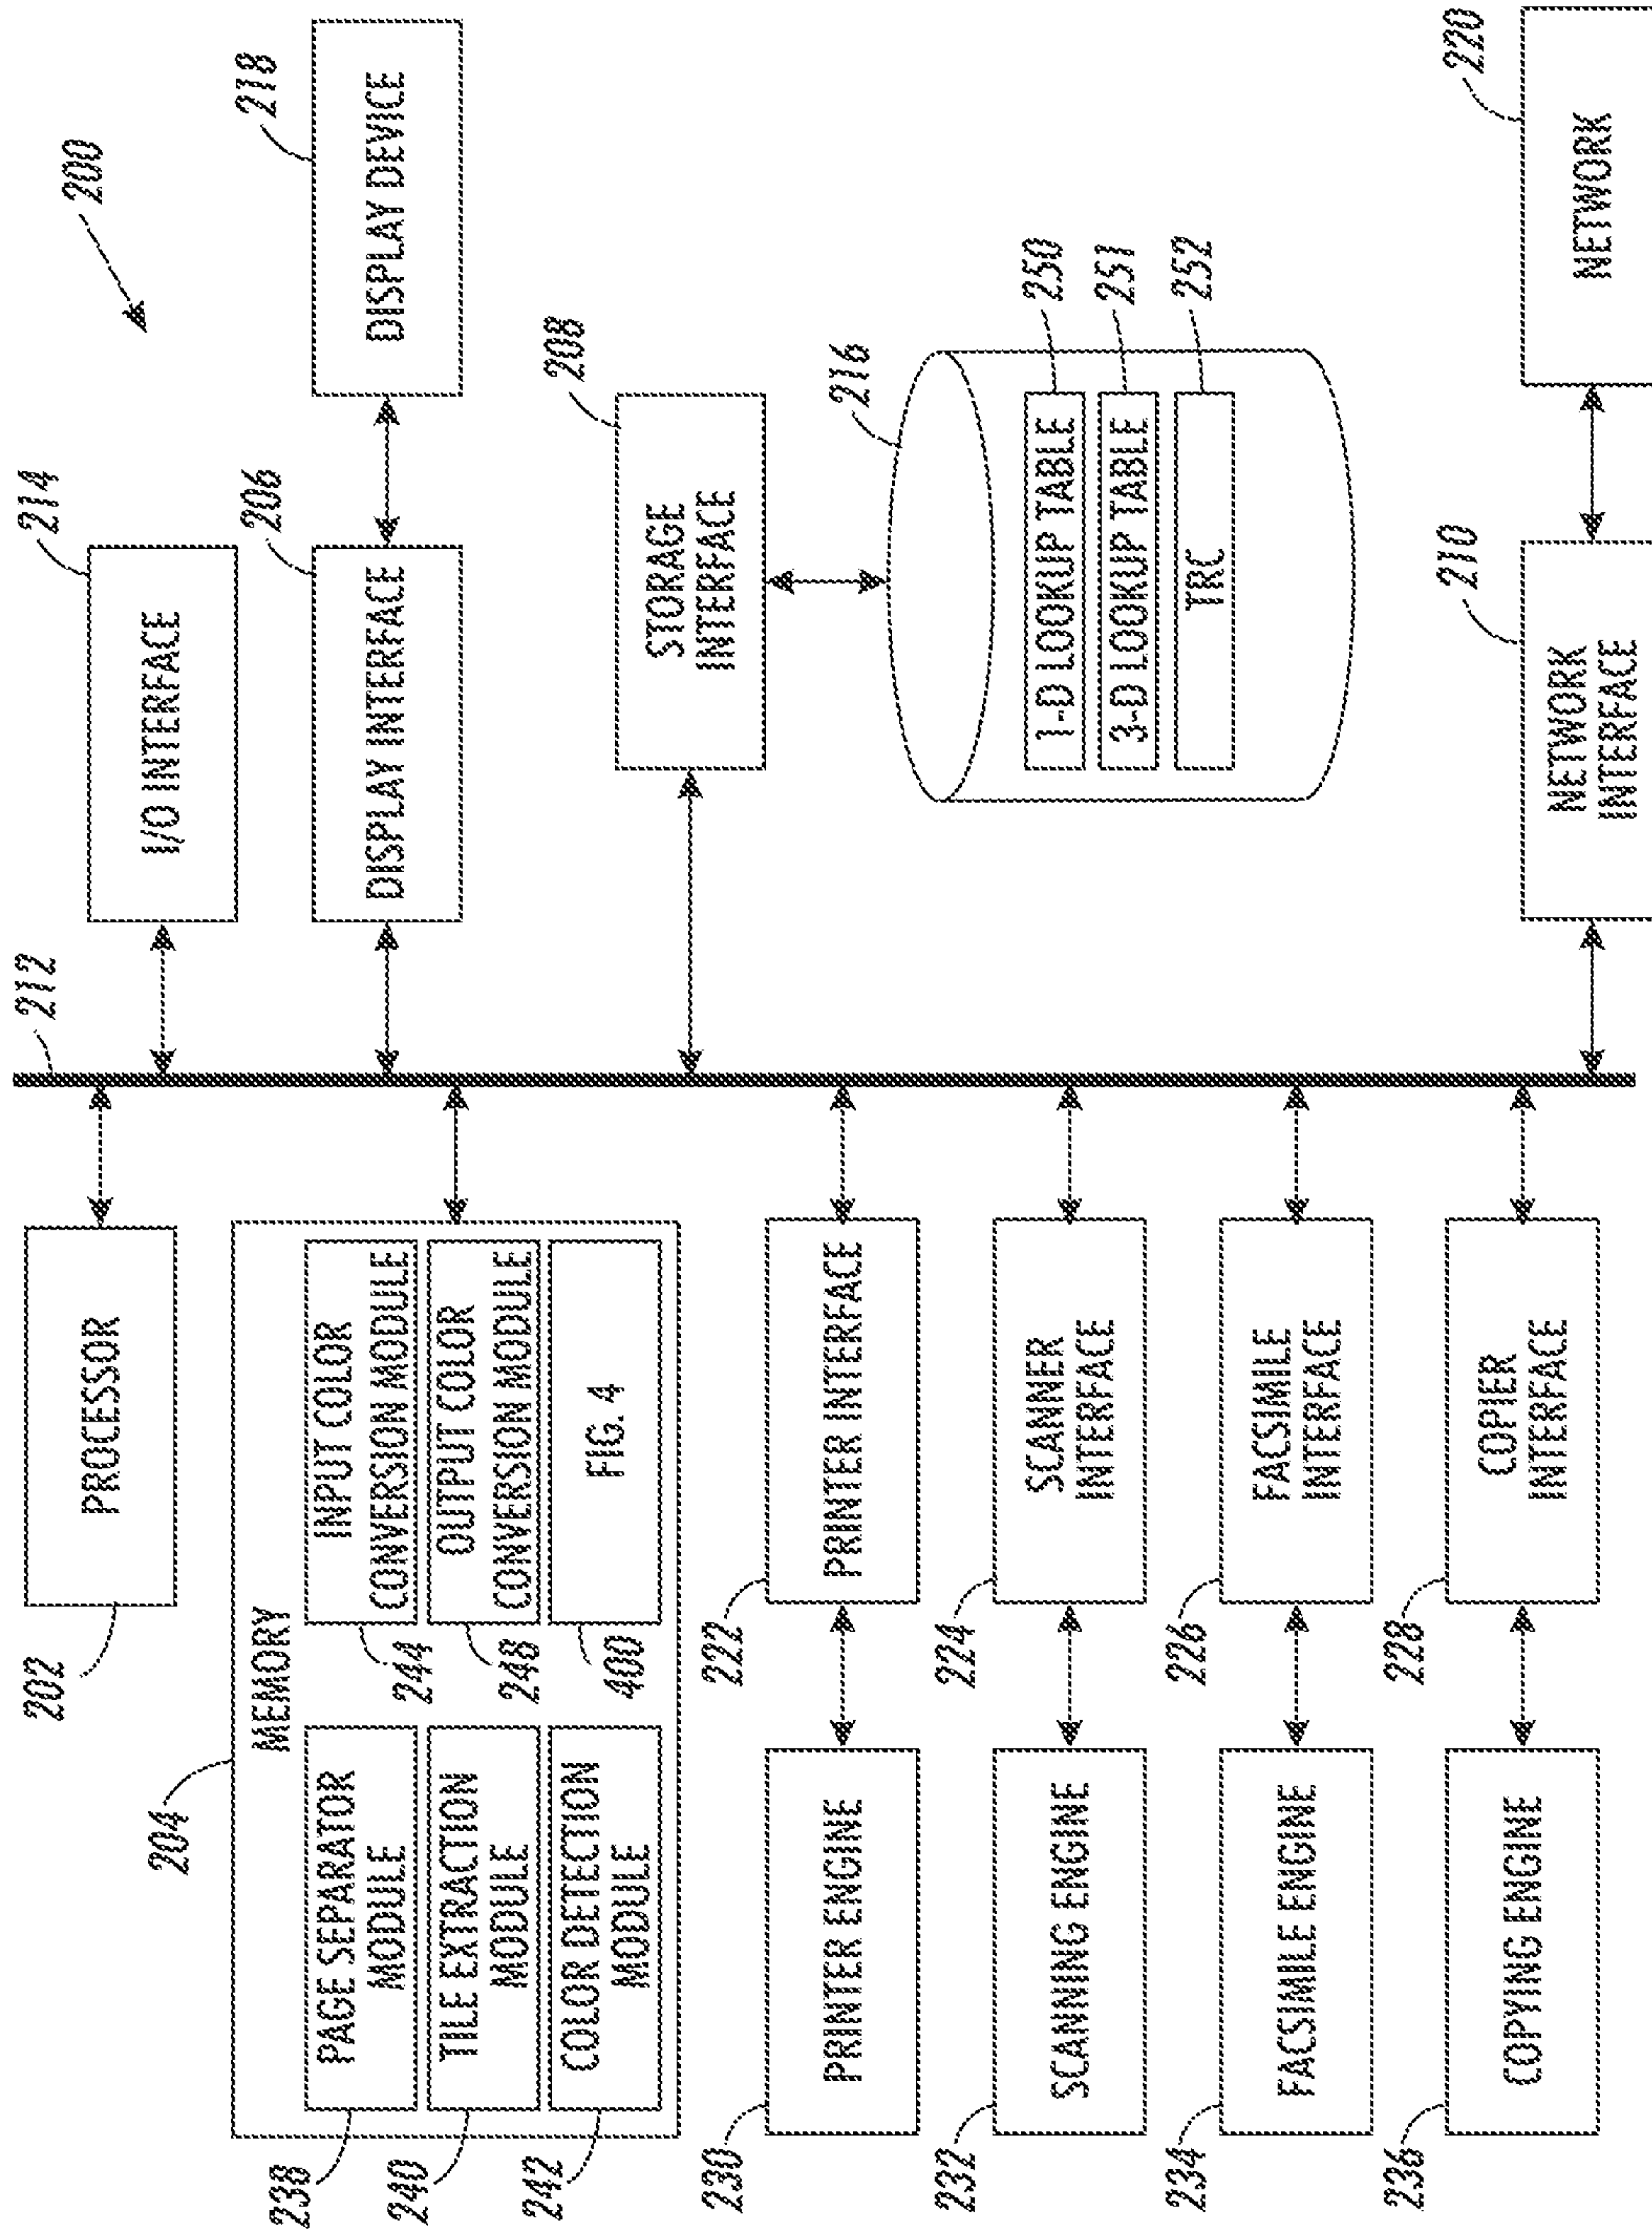 200
202
PROCESSOR
212
214
I/O INTERFACE
204
MEMORY
238
PAGE SEPARATOR
MODULE
244
INPUT COLOR
CONVERSION MODULE
240
TILE EXTRACTION
MODULE
248
OUTPUT COLOR
CONVERSION MODULE
242
COLOR DETECTION
MODULE
400
FIG. 4
206
DISPLAY INTERFACE
218
DISPLAY DEVICE
208
STORAGE
INTERFACE
216
1-D LOOKUP TABLE
250
3-D LOOKUP TABLE
251
TRC
252
230
PRINTER ENGINE
222
PRINTER INTERFACE
232
SCANNING ENGINE
224
SCANNER
INTERFACE
234
FACSIMILE ENGINE
226
FACSIMILE
INTERFACE
236
COPYING ENGINE
228
COPIER
INTERFACE
210
NETWORK
INTERFACE
220
NETWORK